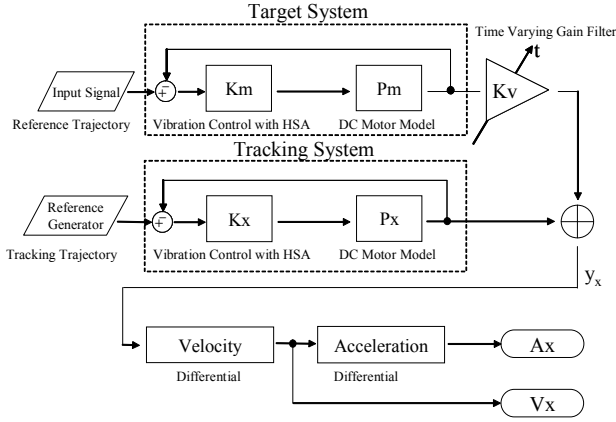 Target System
Time Varying Gain Filter
t
Input Signal
+
−
Km
Pm
Kv
Reference Trajectory
Vibration Control with HSA
DC Motor Model
Tracking System
Reference
Generator
+
−
Kx
Px
Tracking Trajectory
Vibration Control with HSA
DC Motor Model
yx
Velocity
Acceleration
Ax
Differential
Differential
Vx